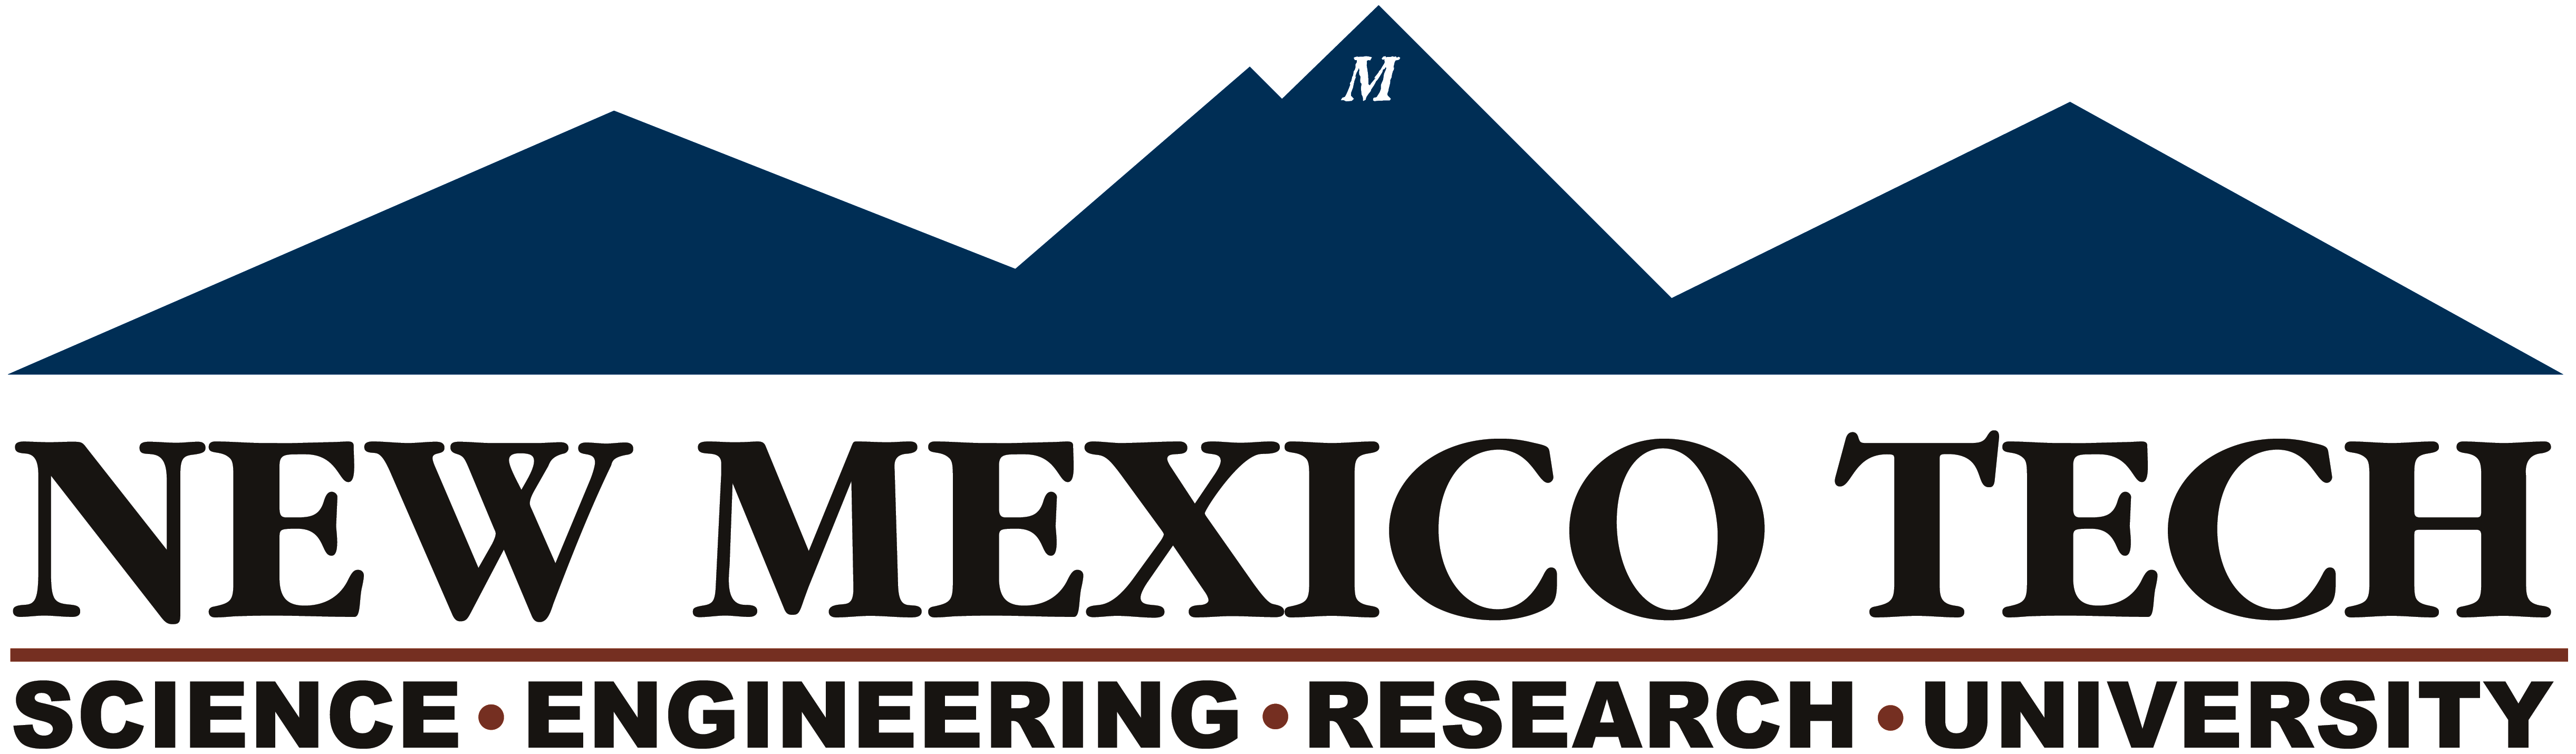 M
NEW MEXICO TECH
SCIENCE • ENGINEERING • RESEARCH • UNIVERSITY